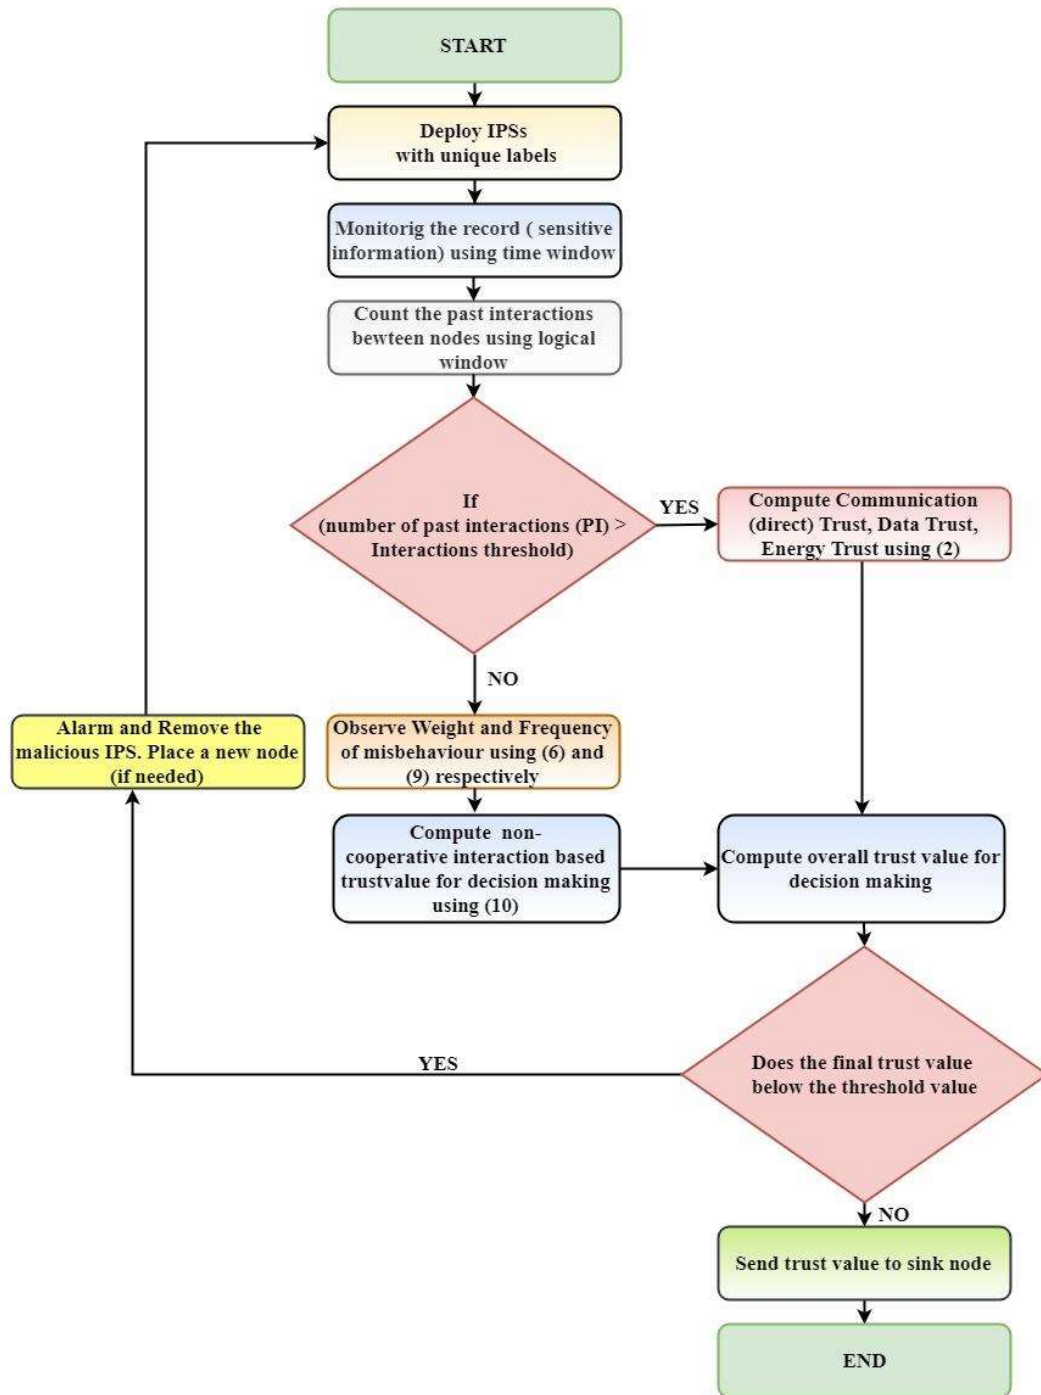 START
Deploy IPSs
with unique labels
Monitorig the record ( sensitive
information) using time window
Count the past interactions
bewteen nodes using logical
window
If
(number of past interactions (PI) >
Interactions threshold)
YES
Compute Communication
(direct) Trust, Data Trust,
Energy Trust using (2)
NO
Alarm and Remove the
malicious IPS. Place a new node
(if needed)
Observe Weight and Frequency
of misbehaviour using (6) and
(9) respectively
Compute non-
cooperative interaction based
trustvalue for decision making
using (10)
Compute overall trust value for
decision making
YES
Does the final trust value
below the threshold value
NO
Send trust value to sink node
END